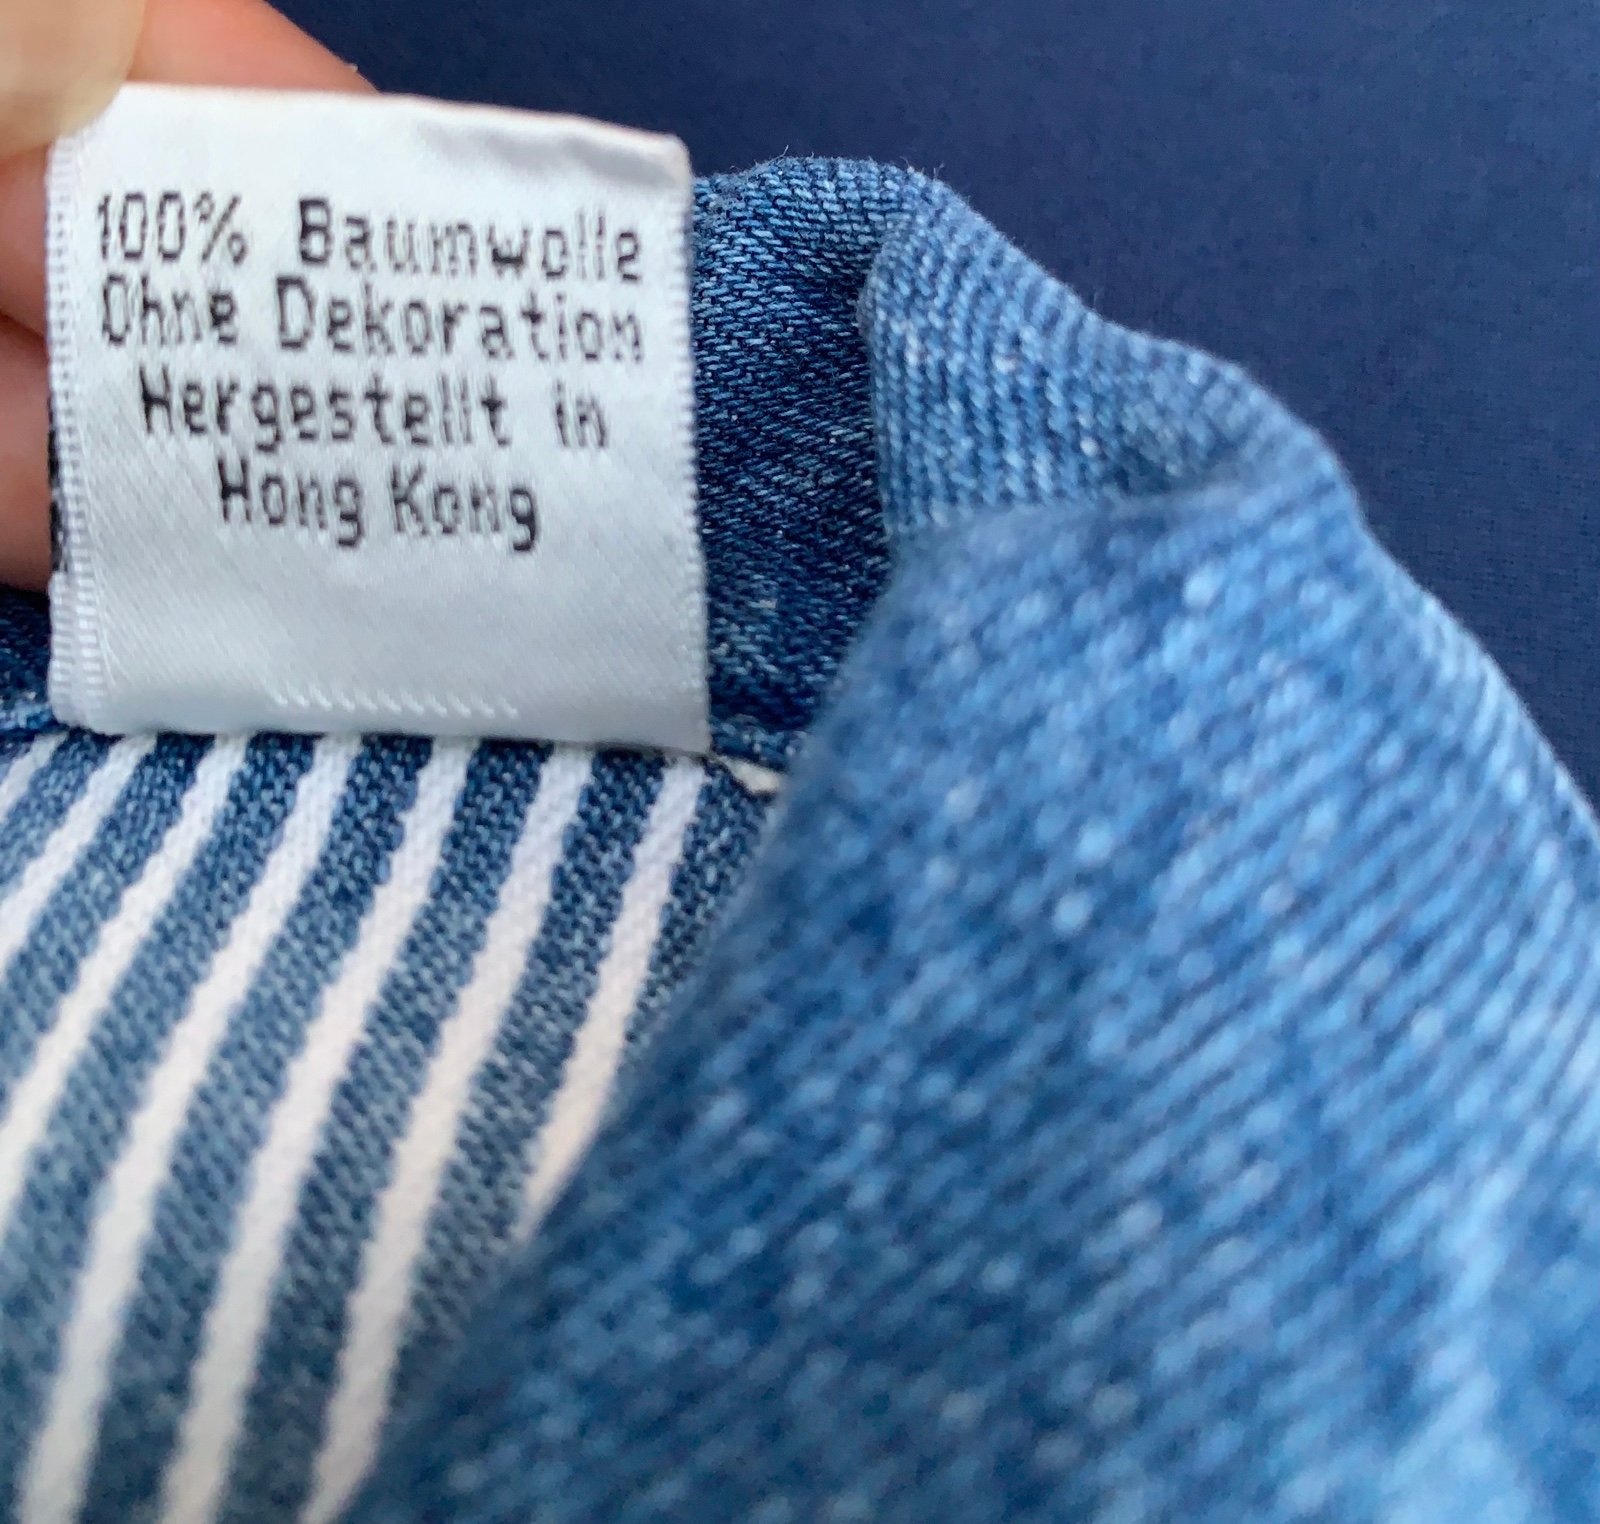 100% Baumwolle
Ohne Dekoration
Hergestellt in
Hong Kong